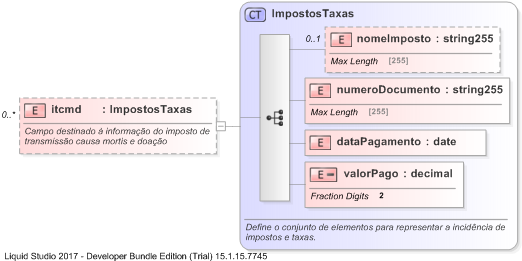 CT ImpostosTaxas
0..1
E nomeImposto : string255
Max Length [255]
E numeroDocumento : string255
Max Length [255]
0..*
E itcmd : ImpostosTaxas
Campo destinado á informação do imposto de
transmissão causa mortis e doação
E dataPagamento : date
E valorPago : decimal
Fraction Digits 2
Define o conjunto de elementos para representar a incidência de
impostos e taxas.
Liquid Studio 2017 - Developer Bundle Edition (Trial) 15.1.15.7745